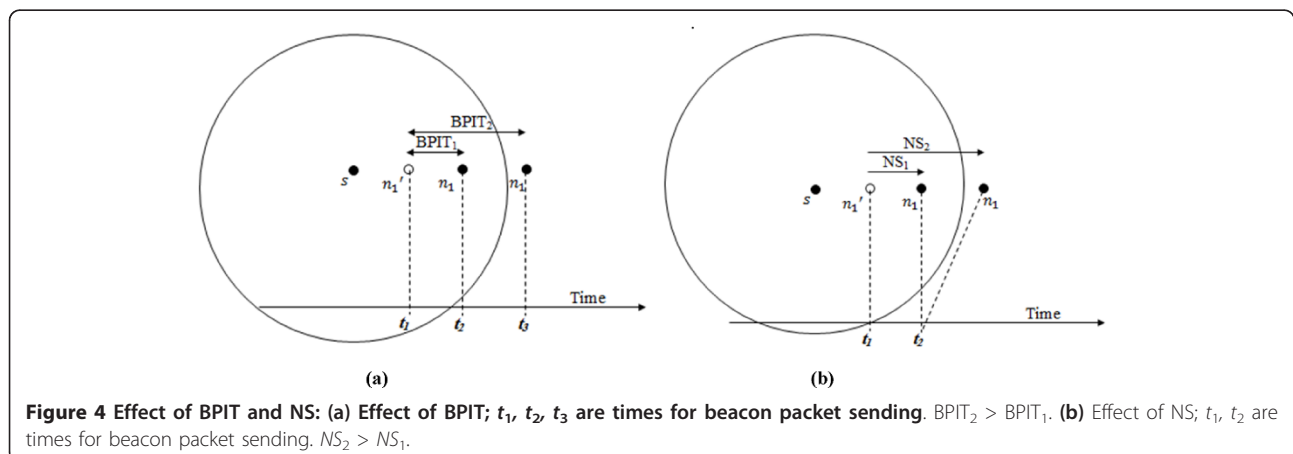 BPIT₂
BPIT₁
s
n₁′
n₁
n₁
Time
t₁
t₂
t₃
(a)
NS₂
NS₁
s
n₁′
n₁
n₁
Time
t₁
t₂
(b)
Figure 4 Effect of BPIT and NS: (a) Effect of BPIT; t₁, t₂, t₃ are times for beacon packet sending. BPIT₂ > BPIT₁. (b) Effect of NS; t₁, t₂ are
times for beacon packet sending. NS₂ > NS₁.